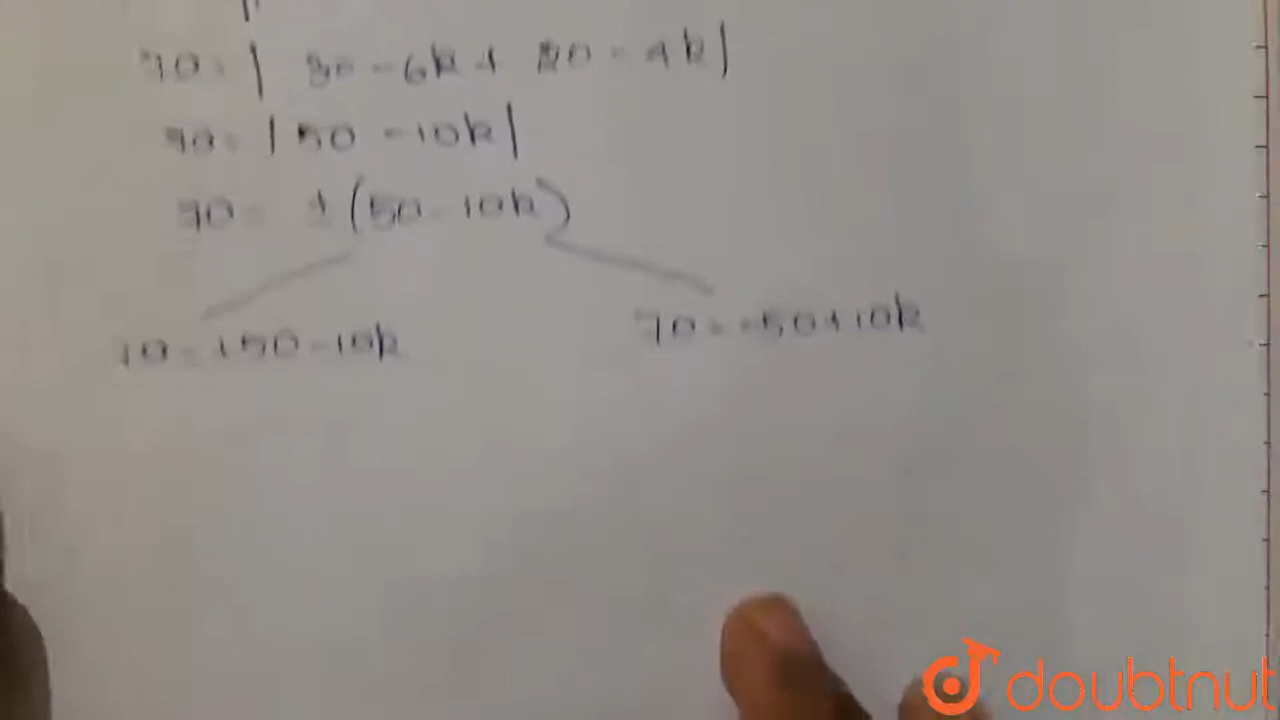 70 = | 30 - 6k + 20 - 4k |
70 = | 50 - 10k |
70 = ± (50 - 10k)
70 = +50 - 10k
70 = -50 + 10k
doubtnut